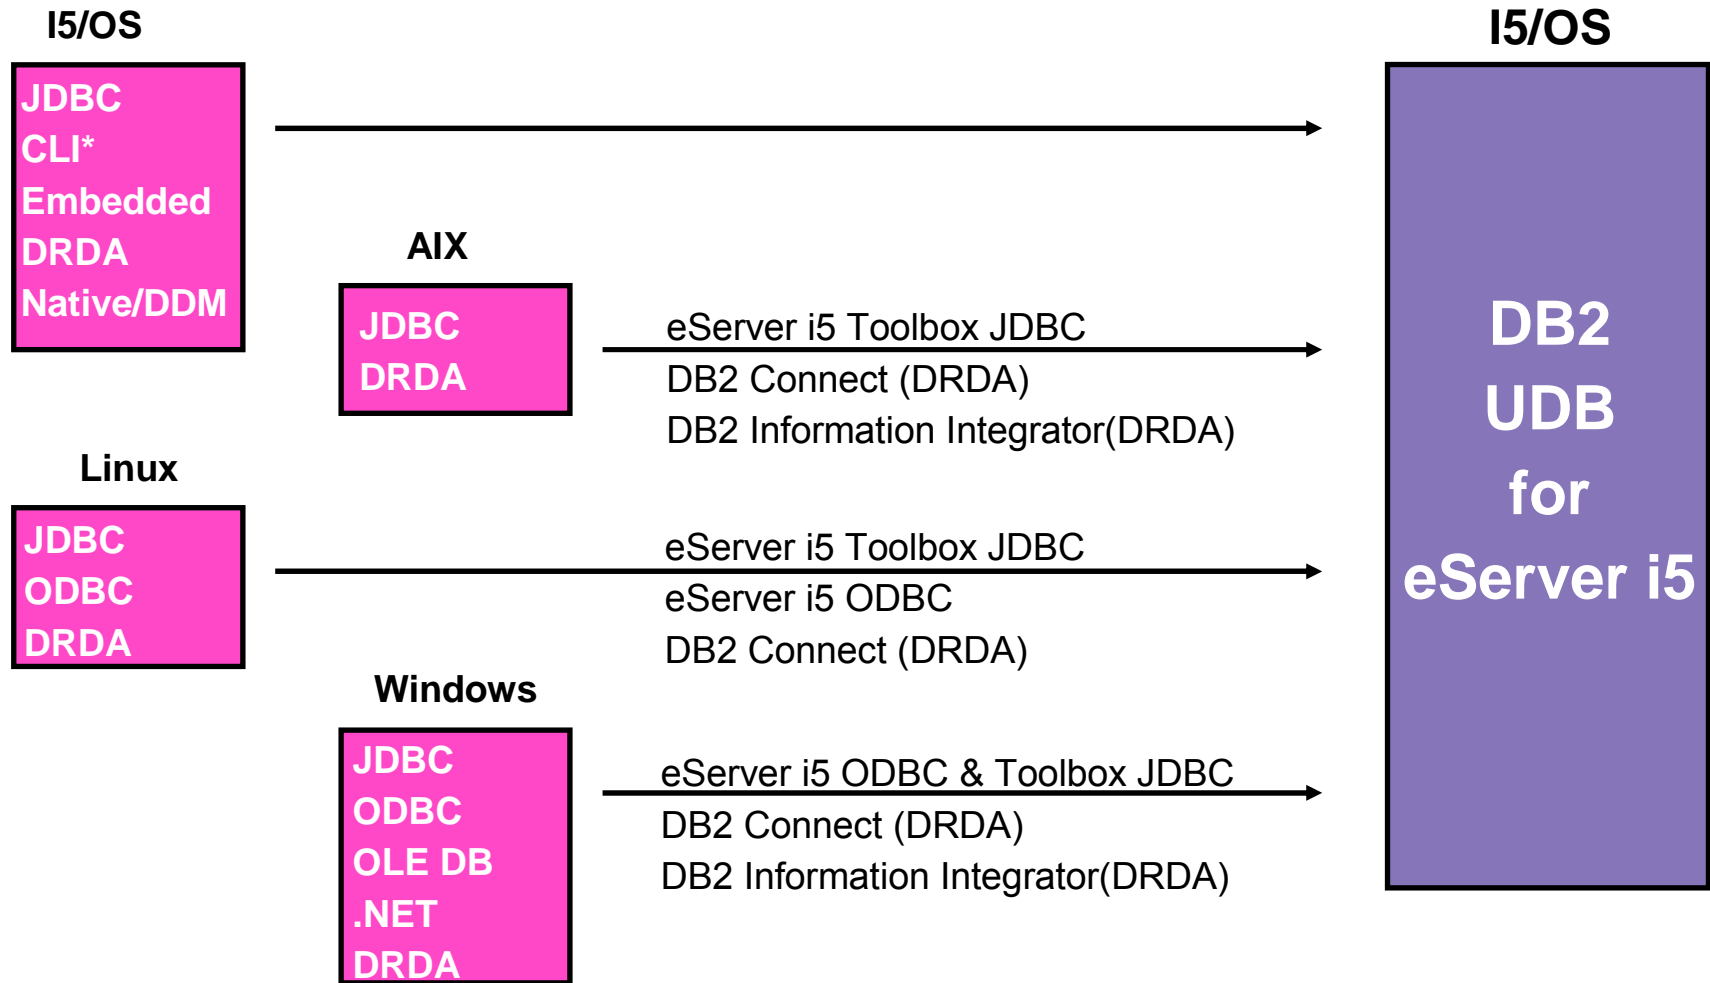 I5/OS
JDBC
CLI*
Embedded
DRDA
Native/DDM
AIX
JDBC
DRDA
eServer i5 Toolbox JDBC
DB2 Connect (DRDA)
DB2 Information Integrator(DRDA)
Linux
JDBC
ODBC
DRDA
eServer i5 Toolbox JDBC
eServer i5 ODBC
DB2 Connect (DRDA)
Windows
JDBC
ODBC
OLE DB
.NET
DRDA
eServer i5 ODBC & Toolbox JDBC
DB2 Connect (DRDA)
DB2 Information Integrator(DRDA)
I5/OS
DB2
UDB
for
eServer i5